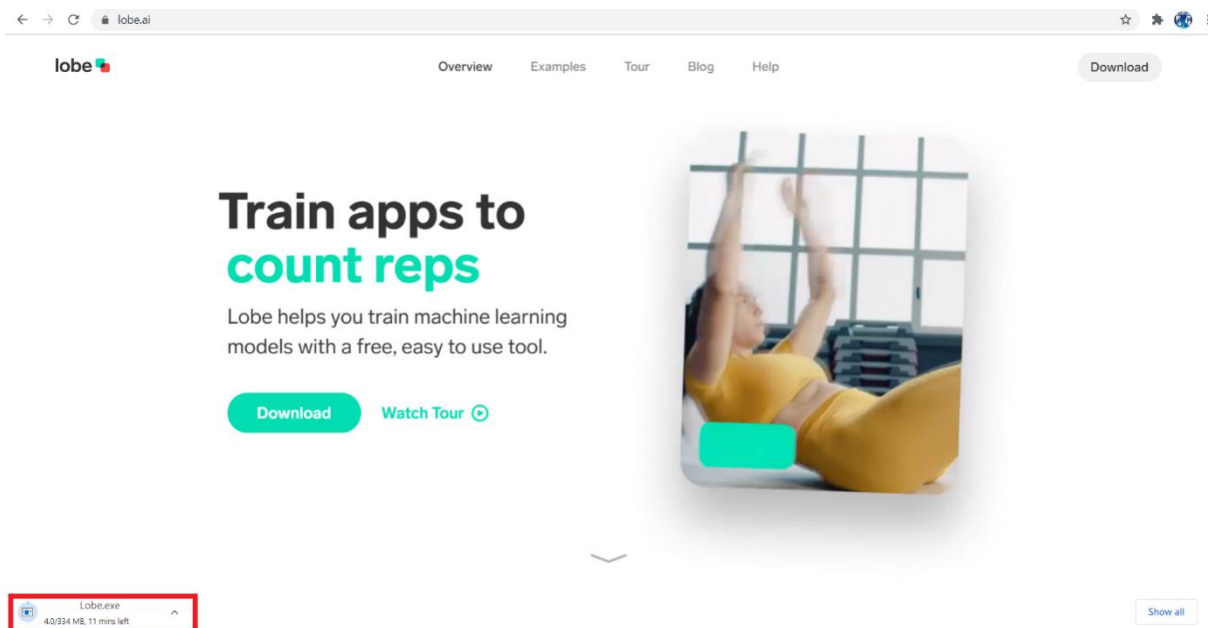 lobe.ai
lobe
Overview Examples Tour Blog Help
Download
Train apps to
count reps
Lobe helps you train machine learning
models with a free, easy to use tool.
Download Watch Tour
Lobe.exe
4.0/334 MB, 11 mins left
Show all